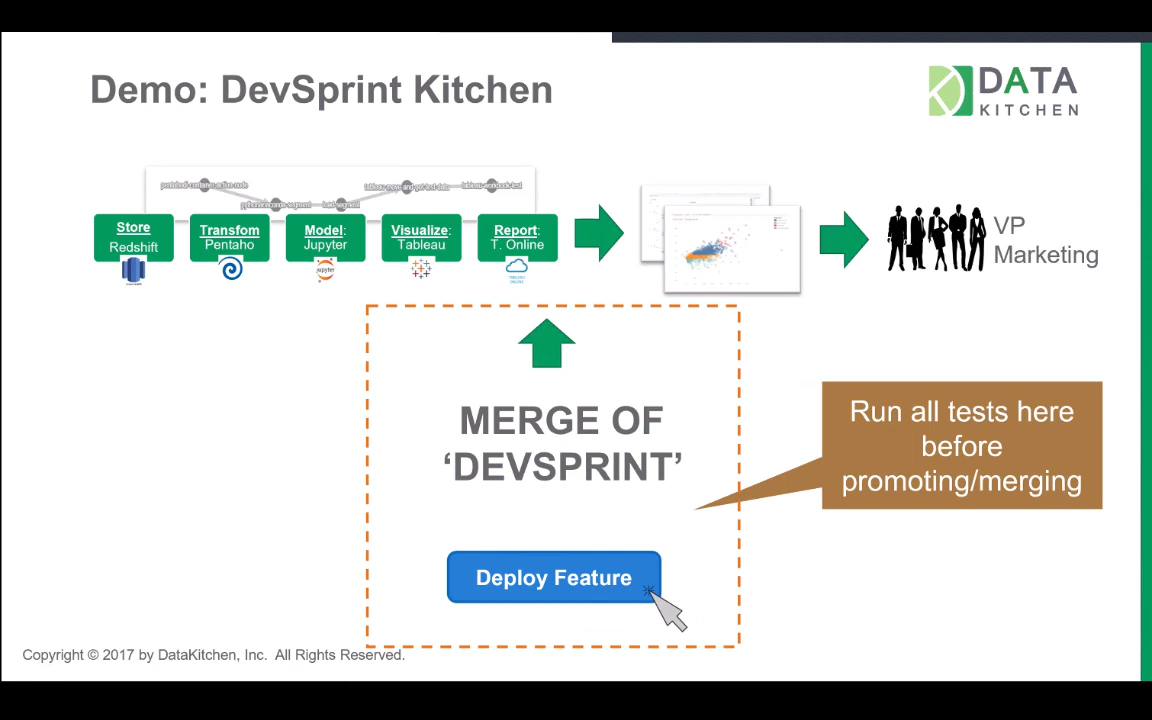 Demo: DevSprint Kitchen
DATA
KITCHEN
Store
Redshift
Transfom
Pentaho
Model:
Jupyter
Visualize:
Tableau
Report:
T. Online
jupyter
VP
Marketing
MERGE OF
‘DEVSPRINT’
Run all tests here
before
promoting/merging
Deploy Feature
Copyright © 2017 by DataKitchen, Inc. All Rights Reserved.